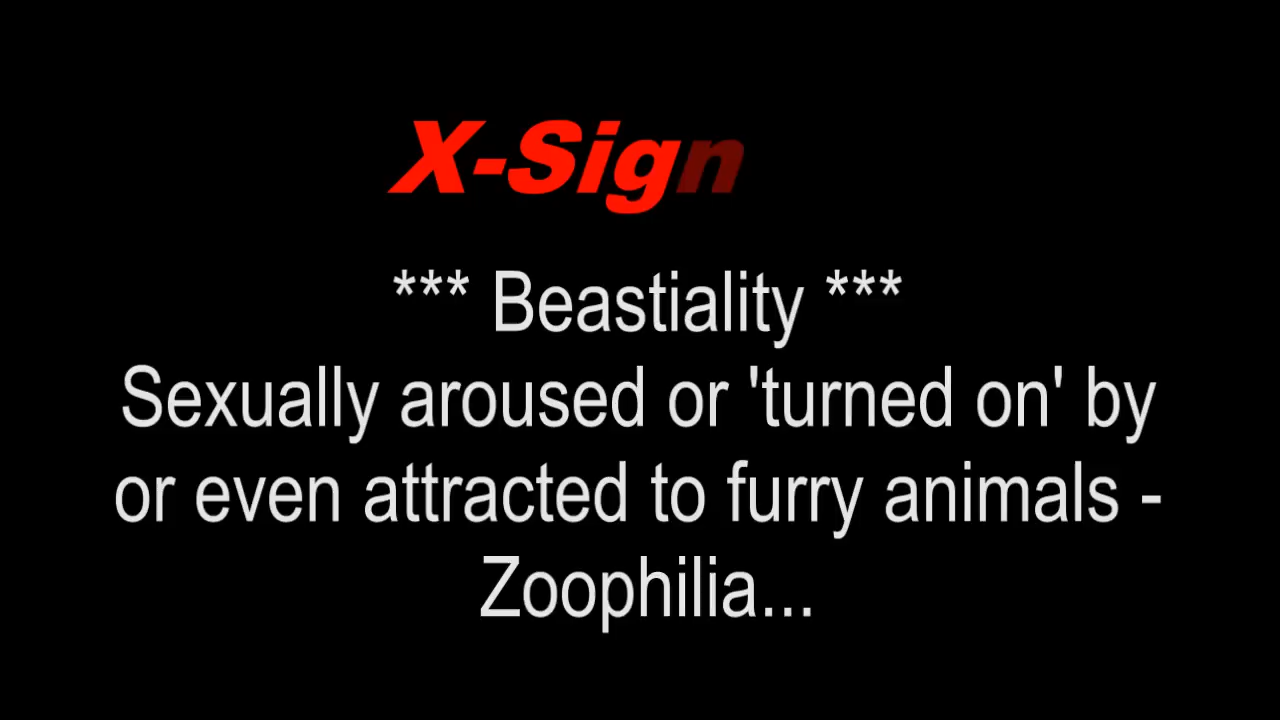 X-Sign
*** Beastiality ***
Sexually aroused or 'turned on' by
or even attracted to furry animals -
Zoophilia...